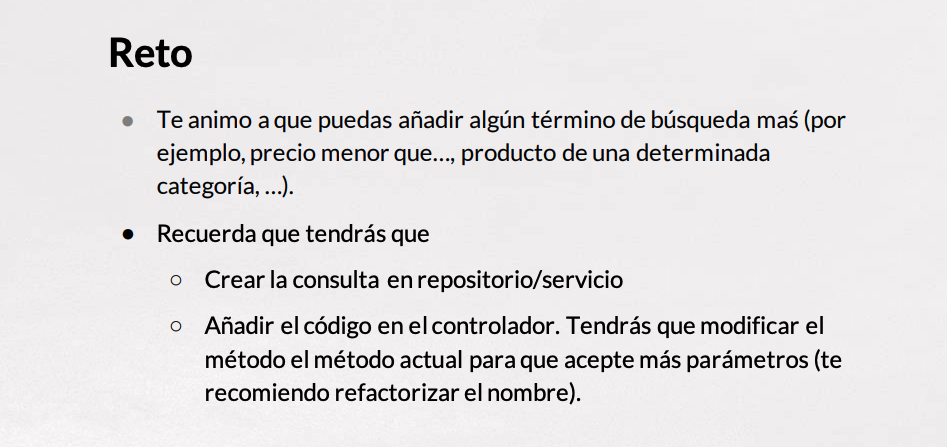 Reto
● Te animo a que puedas añadir algún término de búsqueda maś (por
ejemplo, precio menor que…, producto de una determinada
categoría, …).
● Recuerda que tendrás que
○ Crear la consulta en repositorio/servicio
○ Añadir el código en el controlador. Tendrás que modificar el
método el método actual para que acepte más parámetros (te
recomiendo refactorizar el nombre).